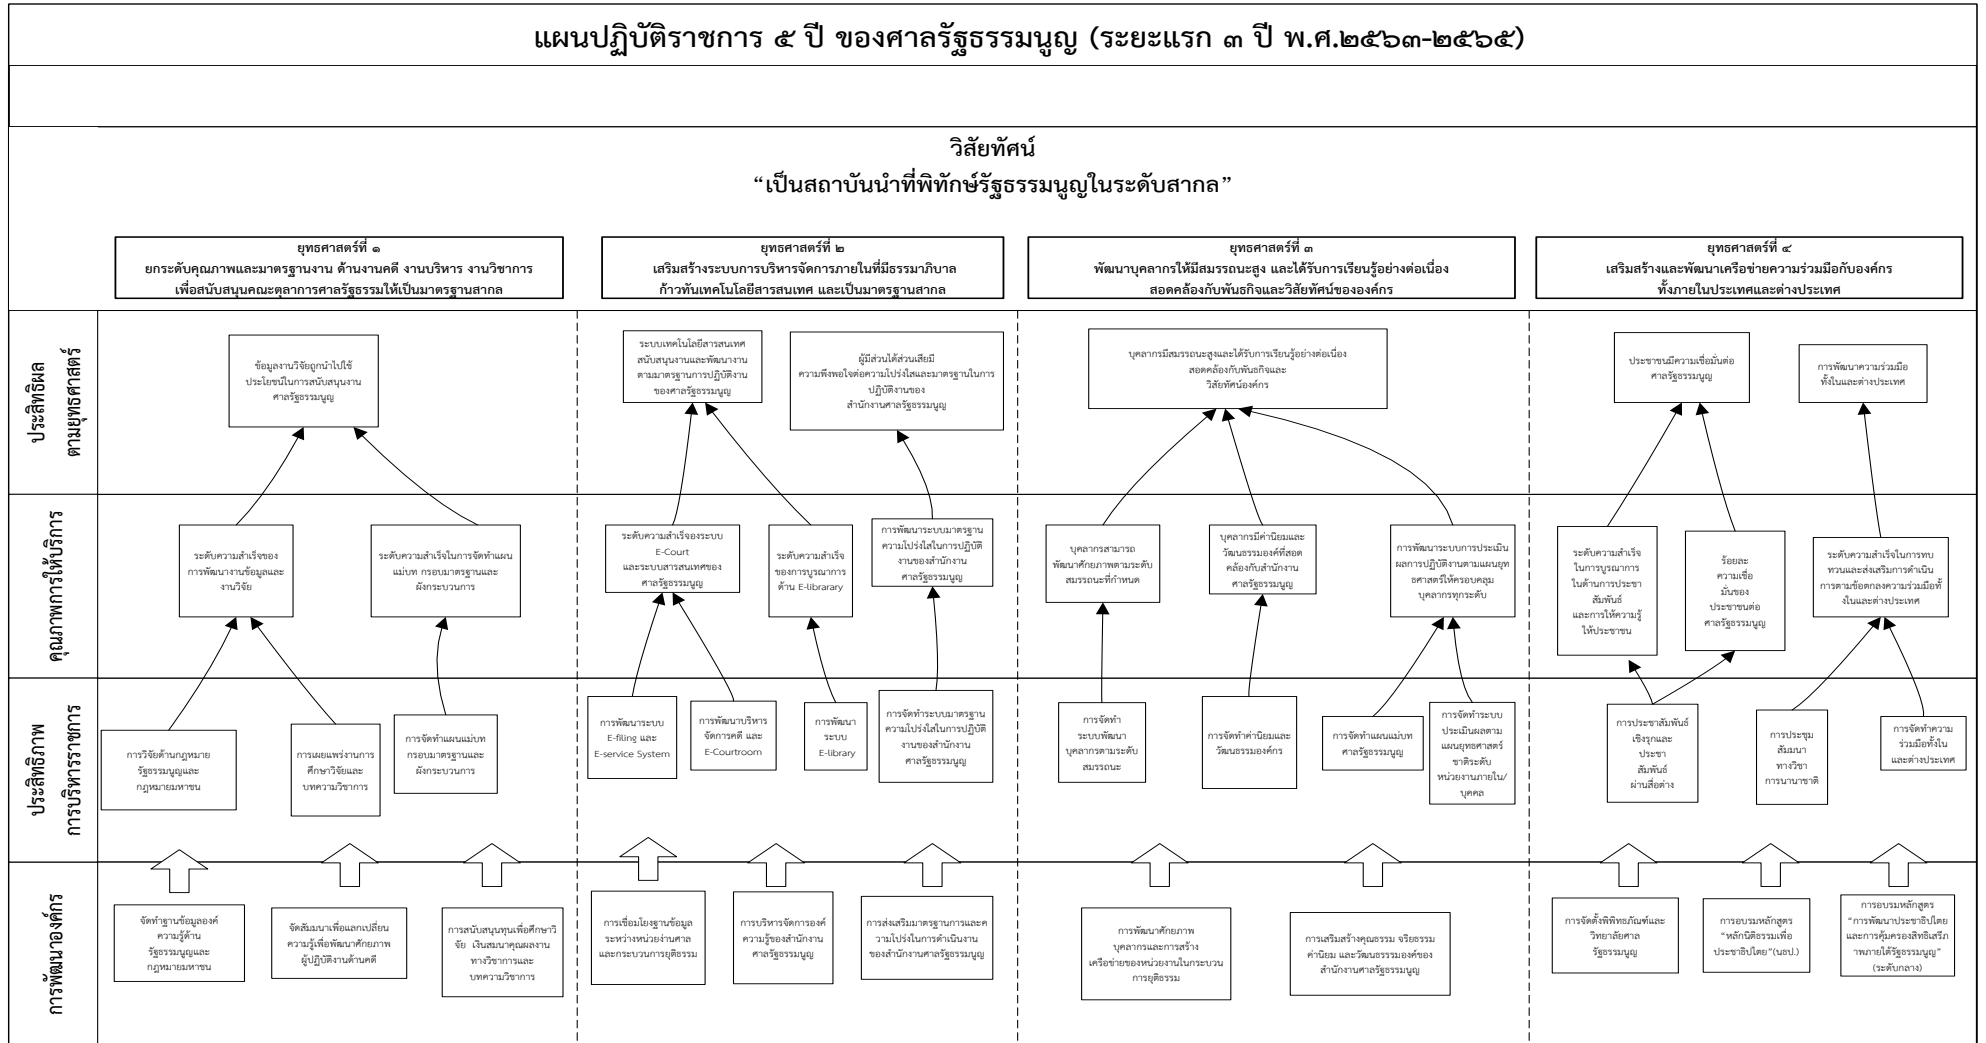 แผนปฏิบัติราชการ ๕ ปี ของศาลรัฐธรรมนูญ (ระยะแรก ๓ ปี พ.ศ.๒๕๖๓-๒๕๖๕)
วิสัยทัศน์
“เป็นสถาบันนำที่พิทักษ์รัฐธรรมนูญในระดับสากล”
ยุทธศาสตร์ที่ ๑
ยกระดับคุณภาพและมาตรฐานงาน ด้านงานคดี งานบริหาร งานวิชาการ
เพื่อสนับสนุนคณะตุลาการศาลรัฐธรรมให้เป็นมาตรฐานสากล
ยุทธศาสตร์ที่ ๒
เสริมสร้างระบบการบริหารจัดการภายในที่มีธรรมาภิบาล
ก้าวทันเทคโนโลยีสารสนเทศ และเป็นมาตรฐานสากล
ยุทธศาสตร์ที่ ๓
พัฒนาบุคลากรให้มีสมรรถนะสูง และได้รับการเรียนรู้อย่างต่อเนื่อง
สอดคล้องกับพันธกิจและวิสัยทัศน์ขององค์กร
ยุทธศาสตร์ที่ ๔
เสริมสร้างและพัฒนาเครือข่ายความร่วมมือกับองค์กร
ทั้งภายในประเทศและต่างประเทศ
ประสิทธิผล
ตามยุทธศาสตร์
ข้อมูลงานวิจัยถูกนำไปใช้
ประโยชน์ในการสนับสนุนงาน
ศาลรัฐธรรมนูญ
ระบบเทคโนโลยีสารสนเทศ
สนับสนุนงานและพัฒนางาน
ตามมาตรฐานการปฏิบัติงาน
ของศาลรัฐธรรมนูญ
ผู้มีส่วนได้ส่วนเสียมี
ความพึงพอใจต่อความโปร่งใสและมาตรฐานในการ
ปฏิบัติงานของ
สำนักงานศาลรัฐธรรมนูญ
บุคลากรมีสมรรถนะสูงและได้รับการเรียนรู้อย่างต่อเนื่อง
สอดคล้องกับพันธกิจและ
วิสัยทัศน์องค์กร
ประชาชนมีความเชื่อมั่นต่อ
ศาลรัฐธรรมนูญ
การพัฒนาความร่วมมือ
ทั้งในและต่างประเทศ
คุณภาพการให้บริการ
ระดับความสำเร็จของ
การพัฒนางานข้อมูลและ
งานวิจัย
ระดับความสำเร็จในการจัดทำแผน
แม่บท กรอบมาตรฐานและ
ผังกระบวนการ
ระดับความสำเร็จองระบบ
E-Court
และระบบสารสนเทศของ
ศาลรัฐธรรมนูญ
ระดับความสำเร็จ
ของการบูรณาการ
ด้าน E-librarary
การพัฒนาระบบมาตรฐาน
ความโปร่งใสในการปฏิบัติ
งานของสำนักงาน
ศาลรัฐธรรมนูญ
บุคลากรสามารถ
พัฒนาศักยภาพตามระดับ
สมรรถนะที่กำหนด
บุคลากรมีค่านิยมและ
วัฒนธรรมองค์ที่สอด
คล้องกับสำนักงาน
ศาลรัฐธรรมนูญ
การพัฒนาระบบการประเมิน
ผลการปฏิบัติงานตามแผนยุท
ธศาสตร์ให้ครอบคลุม
บุคลากรทุกระดับ
ระดับความสำเร็จ
ในการบูรณาการ
ในด้านการประชา
สัมพันธ์
และการให้ความรู้
ให้ประชาชน
ร้อยละ
ความเชื่อ
มั่นของ
ประชาชนต่อ
ศาลรัฐธรรมนูญ
ระดับความสำเร็จในการทบ
ทวนและส่งเสริมการดำเนิน
การตามข้อตกลงความร่วมมือทั้
งในและต่างประเทศ
ประสิทธิภาพ
การบริหารราชการ
การวิจัยด้านกฎหมาย
รัฐธรรมนูญและ
กฎหมายมหาชน
การเผยแพร่งานการ
ศึกษาวิจัยและ
บทความวิชาการ
การจัดทำแผนแม่บท
กรอบมาตรฐานและ
ผังกระบวนการ
การพัฒนาระบบ
E-filing และ
E-service System
การพัฒนาบริหาร
จัดการคดี และ
E-Courtroom
การพัฒนา
ระบบ
E-library
การจัดทำระบบมาตรฐาน
ความโปร่งใสในการปฏิบัติ
งานของสำนักงาน
ศาลรัฐธรรมนูญ
การจัดทำ
ระบบพัฒนา
บุคลากรตามระดับ
สมรรถนะ
การจัดทำค่านิยมและ
วัฒนธรรมองค์กร
การจัดทำแผนแม่บท
ศาลรัฐธรรมนูญ
การจัดทำระบบ
ประเมินผลตาม
แผนยุทธศาสตร์
ชาติระดับ
หน่วยงานภายใน/
บุคคล
การประชาสัมพันธ์
เชิงรุกและ
ประชา
สัมพันธ์
ผ่านสื่อต่าง
การประชุม
สัมมนา
ทางวิชา
การนานาชาติ
การจัดทำความ
ร่วมมือทั้งใน
และต่างประเทศ
การพัฒนาองค์กร
จัดทำฐานข้อมูลองค์
ความรู้ด้าน
รัฐธรรมนูญและ
กฎหมายมหาชน
จัดสัมมนาเพื่อแลกเปลี่ยน
ความรู้เพื่อพัฒนาศักยภาพ
ผู้ปฏิบัติงานด้านคดี
การสนับสนุนทุนเพื่อศึกษาวิ
จัย เงินสมนาคุณผลงาน
ทางวิชาการและ
บทความวิชาการ
การเชื่อมโยงฐานข้อมูล
ระหว่างหน่วยง่านศาล
และกระบวนการยุติธรรม
การบริหารจัดการองค์
ความรู้ของสำนักงาน
ศาลรัฐธรรมนูญ
การส่งเสริมมาตรฐานการและค
วามโปร่งในการดำเนินงาน
ของสำนักงานศาลรัฐธรรมนูญ
การพัฒนาศักยภาพ
บุคลากรและการสร้าง
เครือข่ายของหน่วยงานในกระบวน
การยุติธรรม
การเสริมสร้างคุณธรรม จริยธรรม
ค่านิยม และวัฒนธรรรมองค์ของ
สำนักงานศาลรัฐธรรมนูญ
การจัดตั้งพิพิทธภัณฑ์และ
วิทยาลัยศาล
รัฐธรรมนูญ
การอบรมหลักสูตร
“หลักนิติธรรมเพื่อ
ประชาธิปไตย”(นธป.)
การอบรมหลักสูตร
“การพัฒนาประชาธิปไตย
และการคุ้มครองสิทธิเสรีภ
าพภายใต้รัฐธรรมนูญ”
(ระดับกลาง)